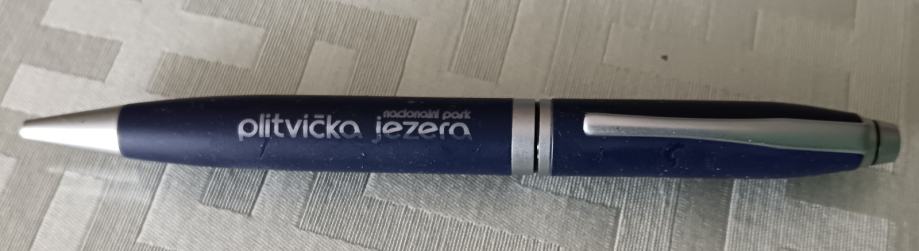 nacionalni park
plitvička jezera